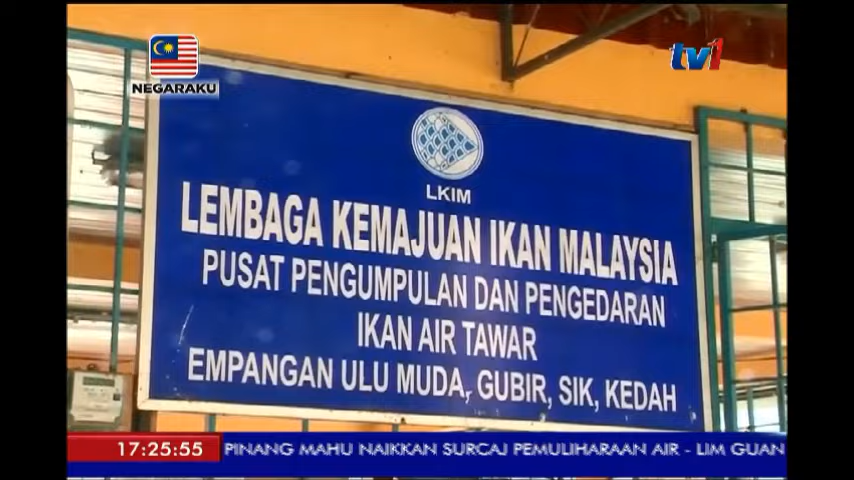 NEGARAKU
tv1
LKIM
LEMBAGA KEMAJUAN IKAN MALAYSIA
PUSAT PENGUMPULAN DAN PENGEDARAN
IKAN AIR TAWAR
EMPANGAN ULU MUDA, GUBIR, SIK, KEDAH
17:25:55 PINANG MAHU NAIKKAN SURCAJ PEMULIHARAAN AIR - LIM GUAN